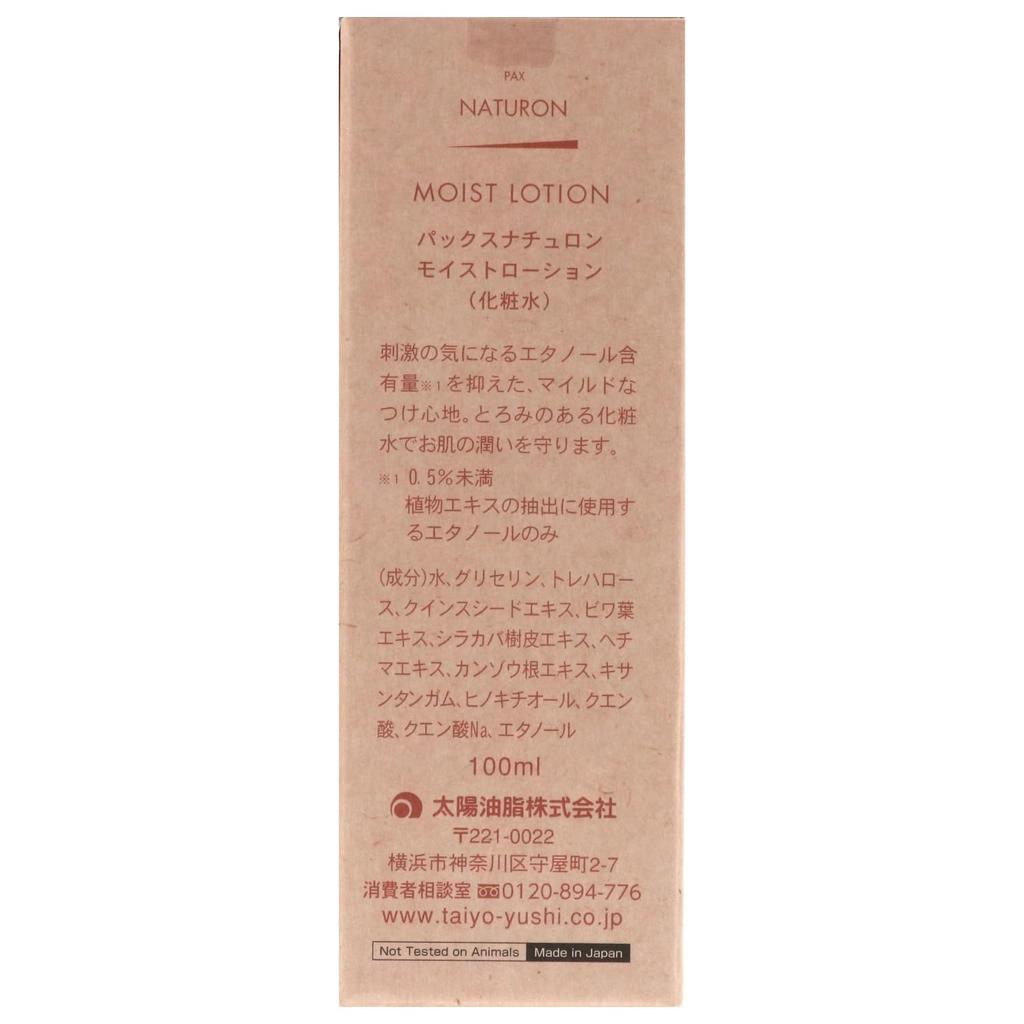 PAX
NATURON
MOIST LOTION
パックスナチュロン
モイストローション
（化粧水）
刺激の気になるエタノール含
有量※1を抑えた、マイルドな
つけ心地。とろみのある化粧
水でお肌の潤いを守ります。
※1 0.5%未満
植物エキスの抽出に使用す
るエタノールのみ
(成分)水、グリセリン、トレハロー
ス、クインスシードエキス、ビワ葉
エキス、シラカバ樹皮エキス、ヘチ
マエキス、カンゾウ根エキス、キサ
ンタンガム、ヒノキチオール、クエン
酸、クエン酸Na、エタノール
100ml
太陽油脂株式会社
〒221-0022
横浜市神奈川区守屋町2-7
消費者相談室 0120-894-776
www.taiyo-yushi.co.jp
Not Tested on Animals Made in Japan